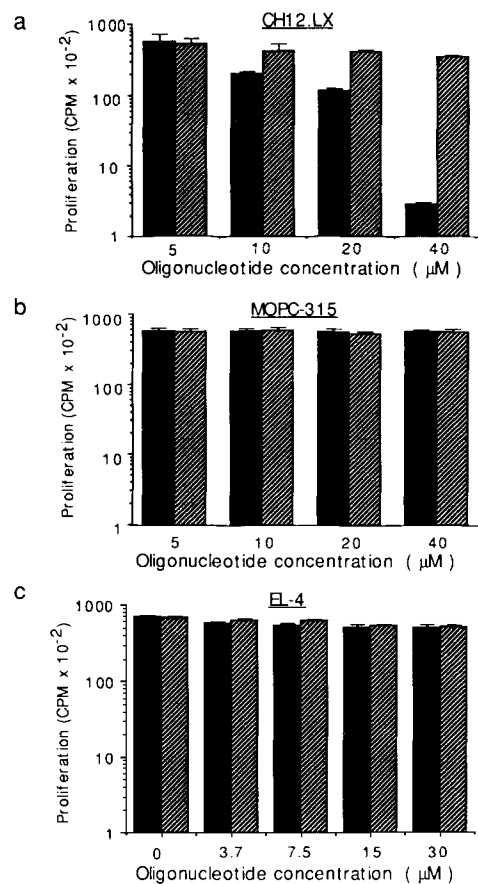 a
CH12.LX
Proliferation (CPM x 10⁻²)
1000
100
10
1
5 10 20 40
Oligonucleotide concentration ( µM )
b
MOPC-315
Proliferation (CPM x 10⁻²)
1000
100
10
1
5 10 20 40
Oligonucleotide concentration ( µM )
c
EL-4
Proliferation (CPM x 10⁻²)
1000
100
10
1
0 3.7 7.5 15 30
Oligonucleotide concentration ( µM )